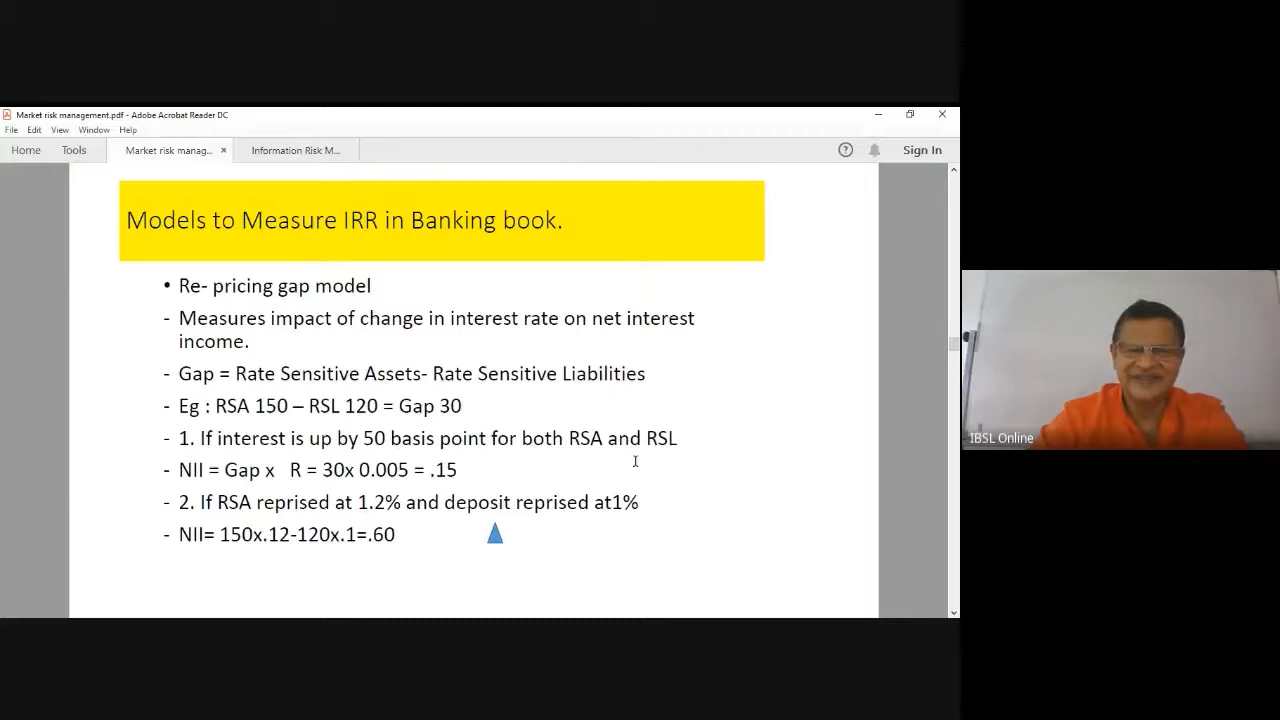 Market risk management.pdf - Adobe Acrobat Reader DC
File Edit View Window Help
Home Tools Market risk manag... × Information Risk M... Sign In
Models to Measure IRR in Banking book.
• Re- pricing gap model
- Measures impact of change in interest rate on net interest
income.
- Gap = Rate Sensitive Assets- Rate Sensitive Liabilities
- Eg : RSA 150 – RSL 120 = Gap 30
- 1. If interest is up by 50 basis point for both RSA and RSL
- NII = Gap x R = 30x 0.005 = .15
- 2. If RSA reprised at 1.2% and deposit reprised at1%
- NII= 150x.12-120x.1=.60
IBSL Online